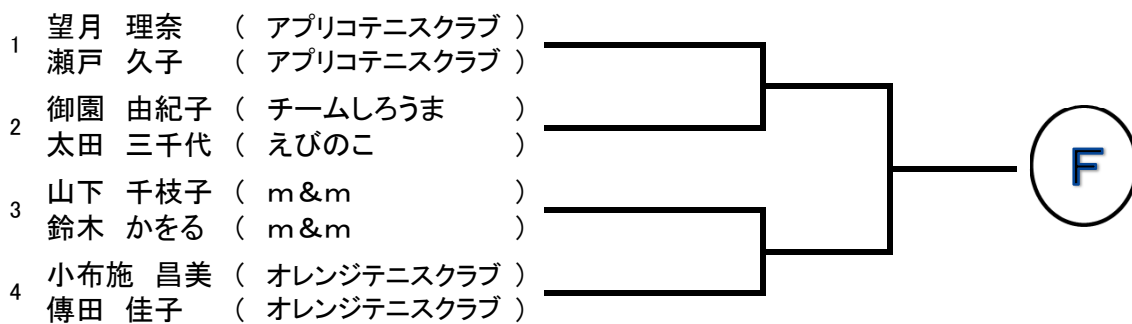 1
望月 理奈 ( アプリコテニスクラブ )
瀬戸 久子 ( アプリコテニスクラブ )
2
御園 由紀子 ( チームしろうま )
太田 三千代 ( えびのこ )
3
山下 千枝子 ( m&m )
鈴木 かをる ( m&m )
4
小布施 昌美 ( オレンジテニスクラブ )
傳田 佳子 ( オレンジテニスクラブ )
F